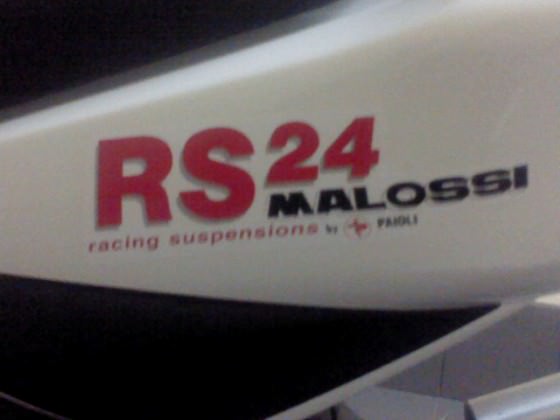 RS24
MALOSSI
racing suspensions by PAIOLI